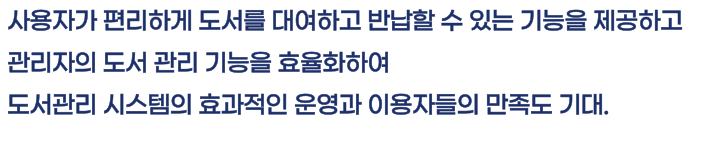 사용자가 편리하게 도서를 대여하고 반납할 수 있는 기능을 제공하고
관리자의 도서 관리 기능을 효율화하여
도서관리 시스템의 효과적인 운영과 이용자들의 만족도 기대.